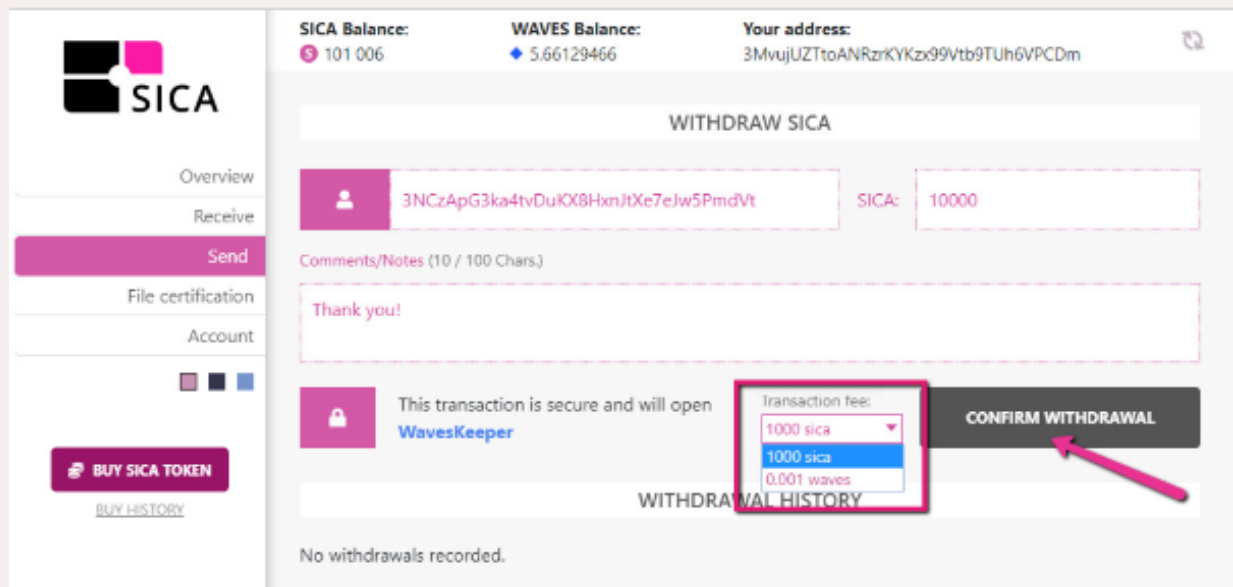 SICA
Overview
Receive
Send
File certification
Account
BUY SICA TOKEN
BUY HISTORY
SICA Balance: WAVES Balance: Your address:
S 101 006 5.66129466 3MvujUZTtoANRzrKYKzx99Vtb9TUh6VPCDm
WITHDRAW SICA
3NCzApG3ka4tvDuKX8HxnJtXe7eJw5PmdVt SICA: 10000
Comments/Notes (10 / 100 Chars.)
Thank you!
This transaction is secure and will open
WavesKeeper
Transaction fee:
1000 sica
1000 sica
0.001 waves
CONFIRM WITHDRAWAL
WITHDRAWAL HISTORY
No withdrawals recorded.